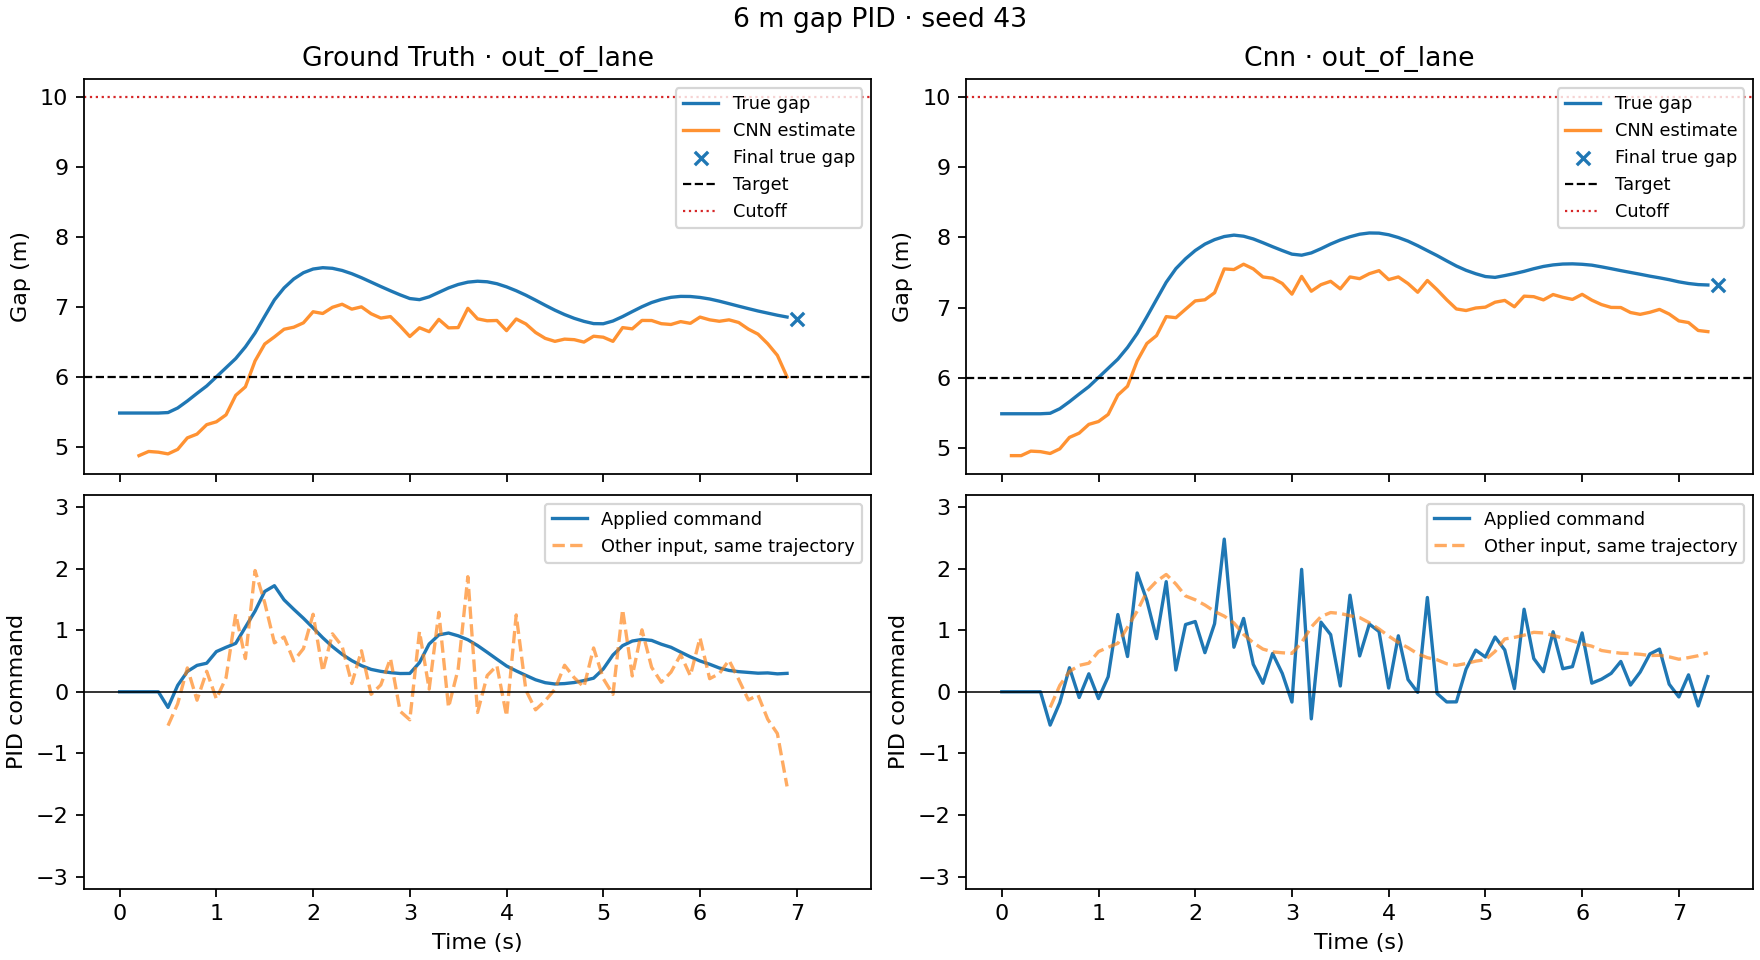 6 m gap PID · seed 43
Ground Truth · out_of_lane
Gap (m)
10
9
8
7
6
5
True gap
CNN estimate
Final true gap
Target
Cutoff
Cnn · out_of_lane
Gap (m)
10
9
8
7
6
5
True gap
CNN estimate
Final true gap
Target
Cutoff
PID command
3
2
1
0
−1
−2
−3
Applied command
Other input, same trajectory
0 1 2 3 4 5 6 7
Time (s)
PID command
3
2
1
0
−1
−2
−3
Applied command
Other input, same trajectory
0 1 2 3 4 5 6 7
Time (s)